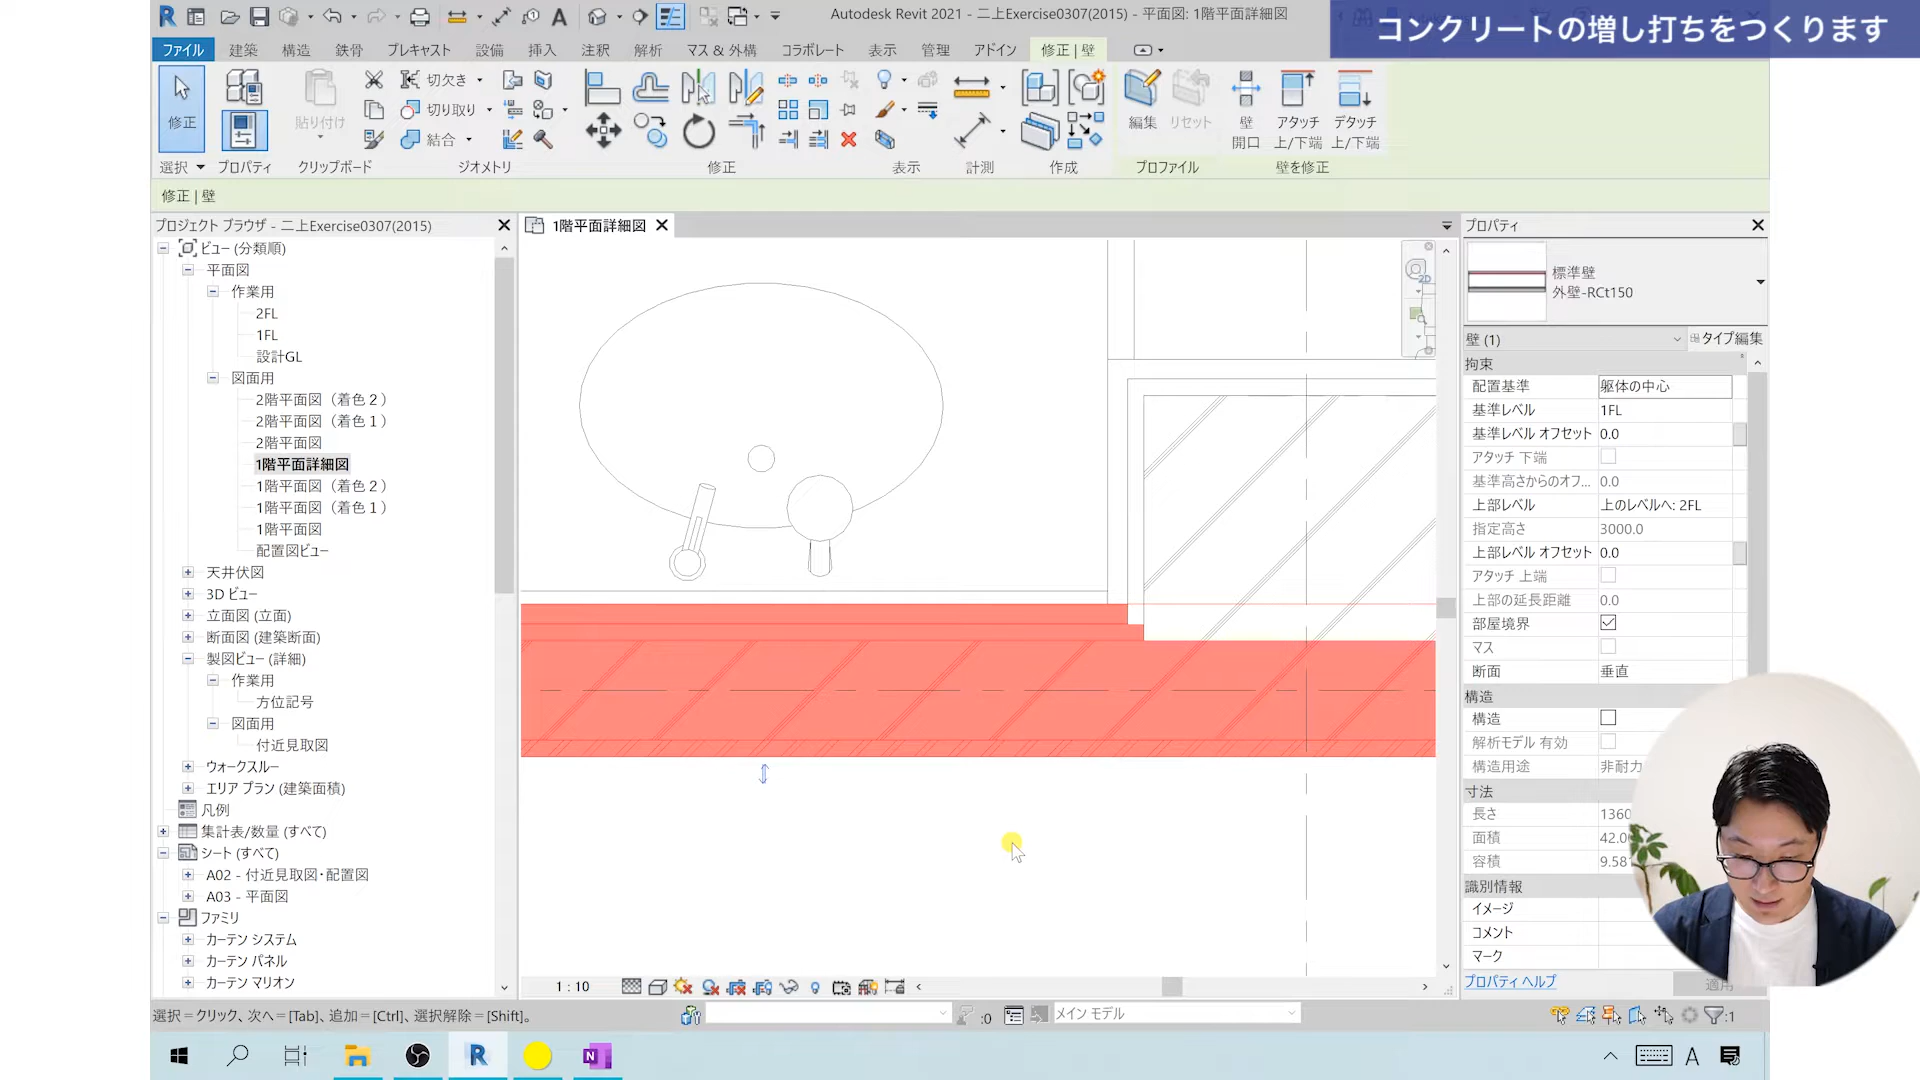 Autodesk Revit 2021 - 二上Exercise0307(2015) - 平面図: 1階平面詳細図
コンクリートの増し打ちをつくります
ファイル 建築 構造 鉄骨 プレキャスト 設備 挿入 注釈 解析 マス & 外構 コラボレート 表示 管理 アドイン 修正 | 壁
修正
貼り付け
切欠き
切り取り
結合
編集 リセット
壁 開口
アタッチ 上/下端
デタッチ 上/下端
選択 プロパティ クリップボード ジオメトリ 修正 表示 計測 作成 プロファイル 壁を修正
修正 | 壁
プロジェクト ブラウザ - 二上Exercise0307(2015)
ビュー (分類順)
平面図
作業用
2FL
1FL
設計GL
図面用
2階平面図（着色２）
2階平面図（着色１）
2階平面図
1階平面詳細図
1階平面図（着色２）
1階平面図（着色１）
1階平面図
配置図ビュー
天井伏図
3D ビュー
立面図 (立面)
断面図 (建築断面)
製図ビュー (詳細)
作業用
方位記号
図面用
付近見取図
ウォークスルー
エリア プラン (建築面積)
凡例
集計表/数量 (すべて)
シート (すべて)
A02 - 付近見取図・配置図
A03 - 平面図
ファミリ
カーテン システム
カーテン パネル
カーテン マリオン
1階平面詳細図
2D
1 : 10
プロパティ
標準壁
外壁-RCt150
壁 (1) タイプ編集
拘束
配置基準 躯体の中心
基準レベル 1FL
基準レベル オフセット 0.0
アタッチ 下端
基準高さからのオフ... 0.0
上部レベル 上のレベルへ: 2FL
指定高さ 3000.0
上部レベル オフセット 0.0
アタッチ 上端
上部の延長距離 0.0
部屋境界
マス
断面 垂直
構造
構造
解析モデル 有効
構造用途 非耐力
寸法
長さ 1360
面積 42.0
容積 9.58
識別情報
イメージ
コメント
マーク
プロパティ ヘルプ 適用
選択＝クリック、次へ＝[Tab]、追加＝[Ctrl]、選択解除＝[Shift]。
:0
メイン モデル
:1
A